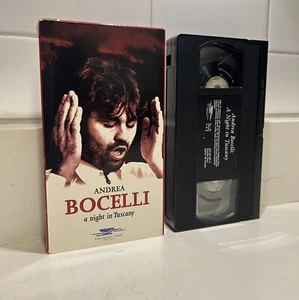 ANDREA
BOCELLI
a night in Tuscany
Andrea Bocelli:
A Night in Tuscany